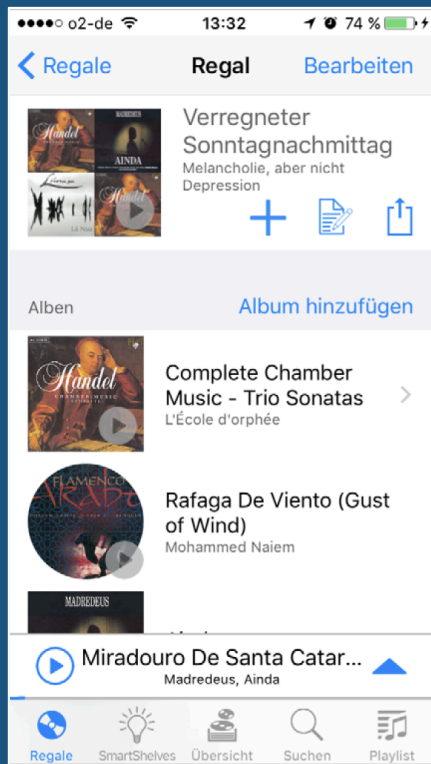 o2-de 13:32 74 %
Regale Regal Bearbeiten
Handel
MADREDEUS
AINDA
Verregneter
Sonntagnachmittag
Melancholie, aber nicht
Depression
Alben Album hinzufügen
Handel
CHAMBER MUSIC
Complete Chamber
Music - Trio Sonatas
L'École d'orphée
FLAMENCO
ARABE
Rafaga De Viento (Gust
of Wind)
Mohammed Naiem
MADREDEUS
Miradouro De Santa Catar...
Madredeus, Ainda
Regale SmartShelves Übersicht Suchen Playlist